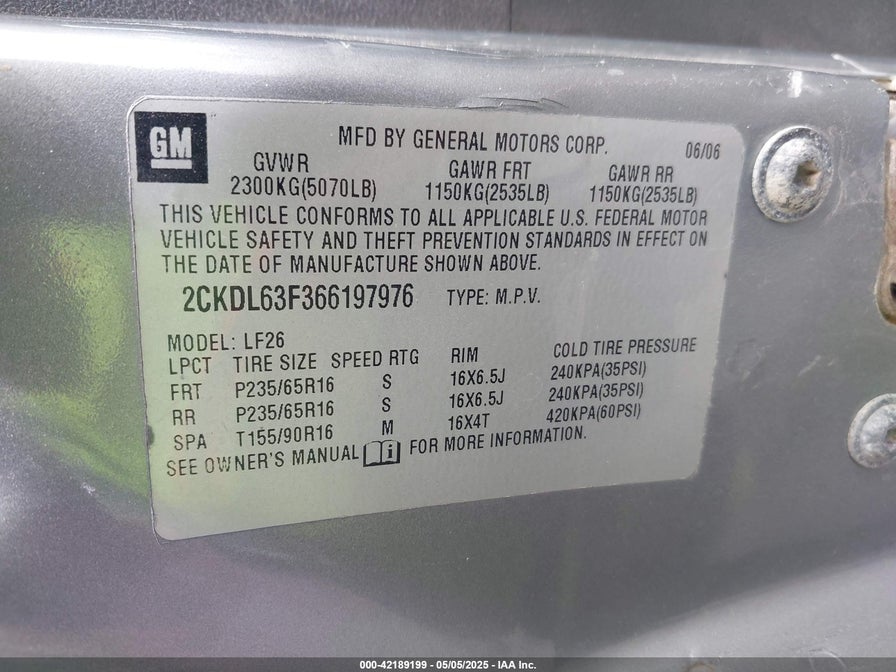 GM
MFD BY GENERAL MOTORS CORP. 06/06
GVWR GAWR FRT GAWR RR
2300KG(5070LB) 1150KG(2535LB) 1150KG(2535LB)
THIS VEHICLE CONFORMS TO ALL APPLICABLE U.S. FEDERAL MOTOR
VEHICLE SAFETY AND THEFT PREVENTION STANDARDS IN EFFECT ON
THE DATE OF MANUFACTURE SHOWN ABOVE.
2CKDL63F366197976 TYPE: M.P.V.
MODEL: LF26
LPCT TIRE SIZE SPEED RTG RIM COLD TIRE PRESSURE
FRT P235/65R16 S 16X6.5J 240KPA(35PSI)
RR P235/65R16 S 16X6.5J 240KPA(35PSI)
SPA T155/90R16 M 16X4T 420KPA(60PSI)
SEE OWNER'S MANUAL FOR MORE INFORMATION.
000-42189199 - 05/05/2025 - IAA Inc.